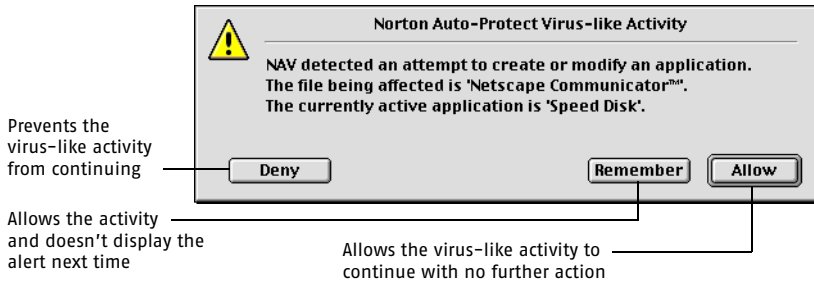 Norton Auto-Protect Virus-like Activity
NAV detected an attempt to create or modify an application.
The file being affected is 'Netscape Communicator™'.
The currently active application is 'Speed Disk'.
Deny
Remember
Allow
Prevents the
virus-like activity
from continuing
Allows the activity
and doesn't display the
alert next time
Allows the virus-like activity to
continue with no further action